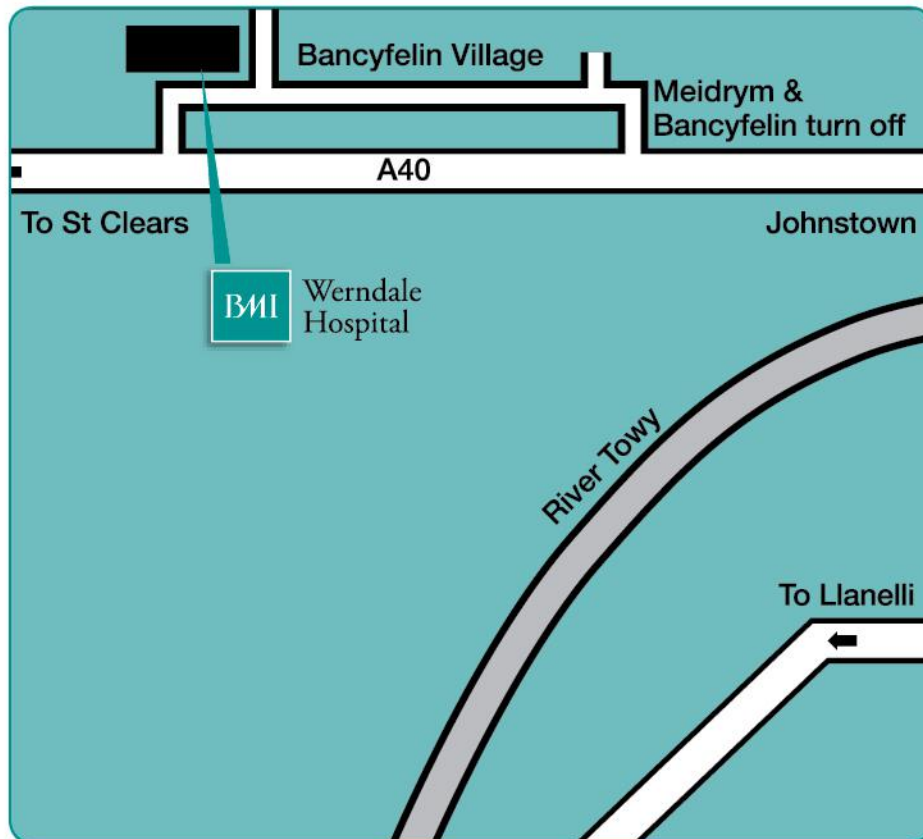 Bancyfelin Village
Meidrym &
Bancyfelin turn off
A40
To St Clears
Johnstown
BMI
Werndale
Hospital
River Towy
To Llanelli